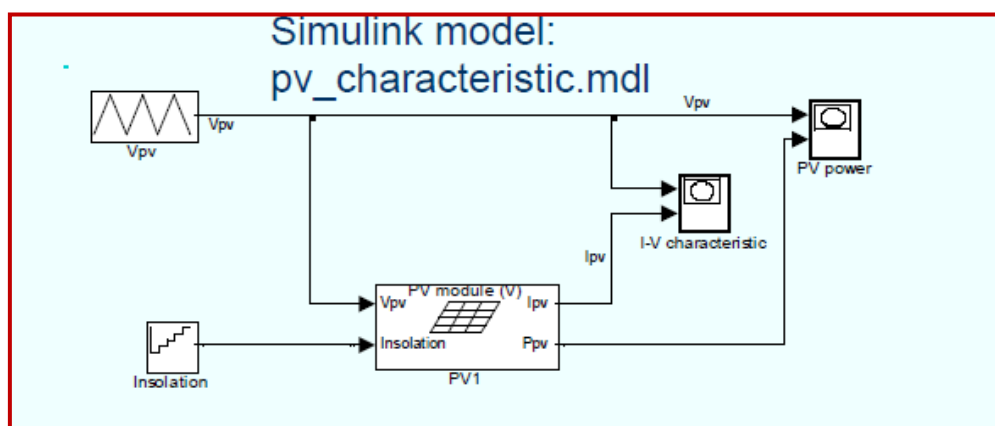 Simulink model:
pv_characteristic.mdl
Vpv
Vpv
Vpv
PV power
I-V characteristic
Ipv
PV module (V)
Vpv
Ipv
Insolation
Ppv
PV1
Insolation